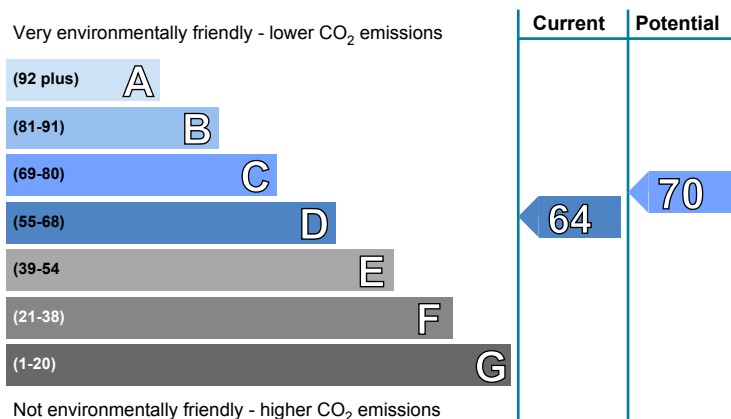 Very environmentally friendly - lower CO₂ emissions
Current
Potential
(92 plus) A
(81-91) B
(69-80) C
(55-68) D
(39-54 E
(21-38) F
(1-20) G
64
70
Not environmentally friendly - higher CO₂ emissions